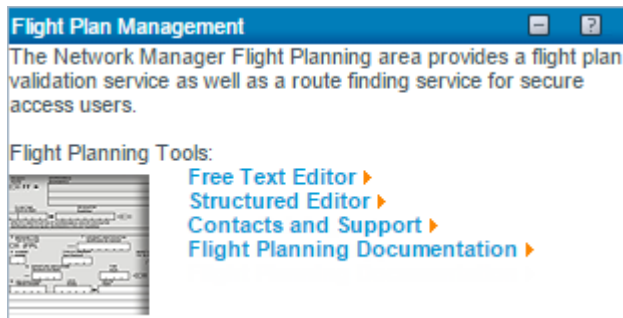 Flight Plan Management
The Network Manager Flight Planning area provides a flight plan
validation service as well as a route finding service for secure
access users.
Flight Planning Tools:
Free Text Editor
Structured Editor
Contacts and Support
Flight Planning Documentation